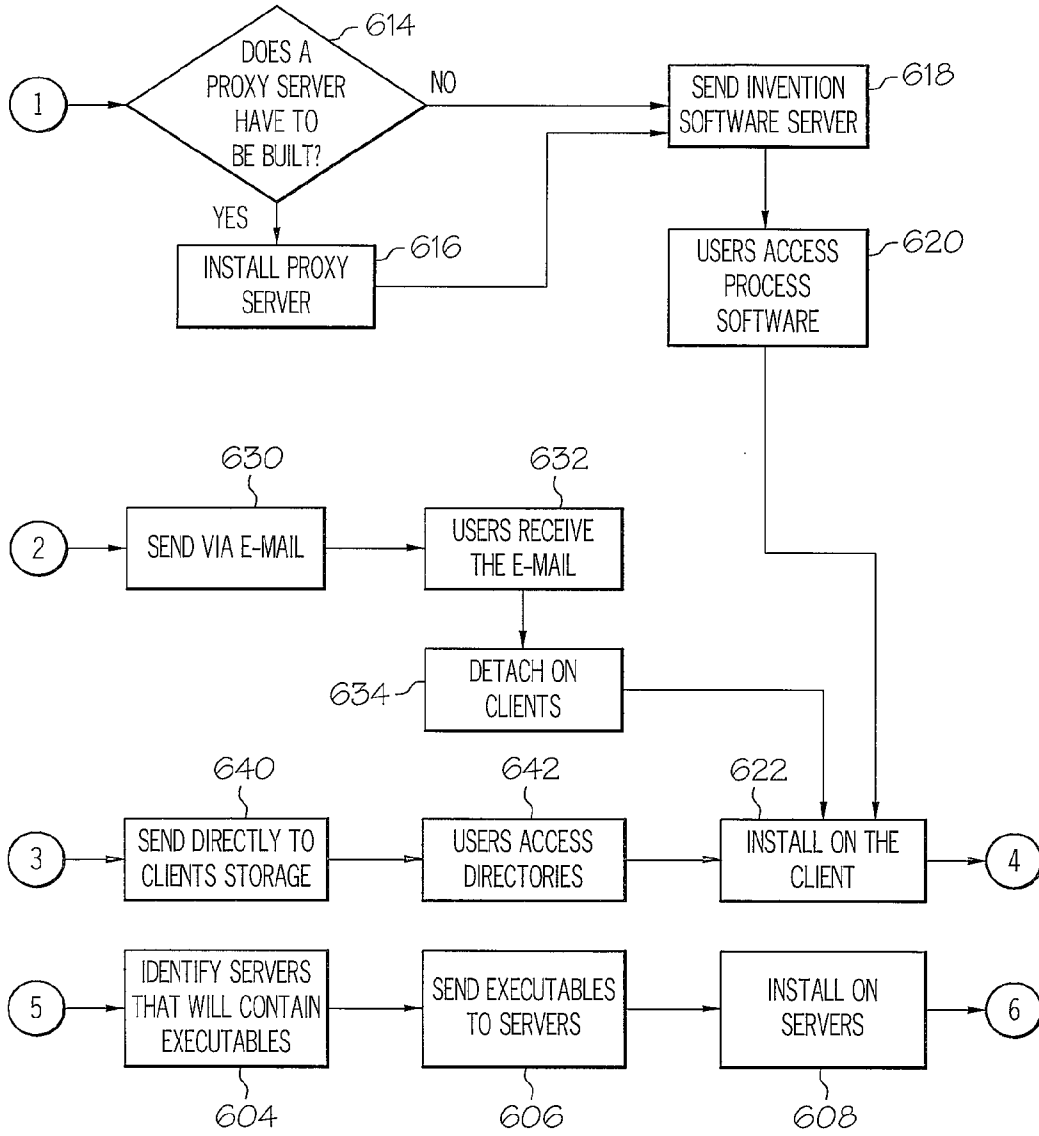 614
DOES A
PROXY SERVER
HAVE TO
BE BUILT?
1
NO
YES
616
INSTALL PROXY
SERVER
618
SEND INVENTION
SOFTWARE SERVER
620
USERS ACCESS
PROCESS
SOFTWARE
630
632
2
SEND VIA E-MAIL
USERS RECEIVE
THE E-MAIL
634
DETACH ON
CLIENTS
640
642
622
3
SEND DIRECTLY TO
CLIENTS STORAGE
USERS ACCESS
DIRECTORIES
INSTALL ON THE
CLIENT
4
5
IDENTIFY SERVERS
THAT WILL CONTAIN
EXECUTABLES
SEND EXECUTABLES
TO SERVERS
INSTALL ON
SERVERS
6
604
606
608